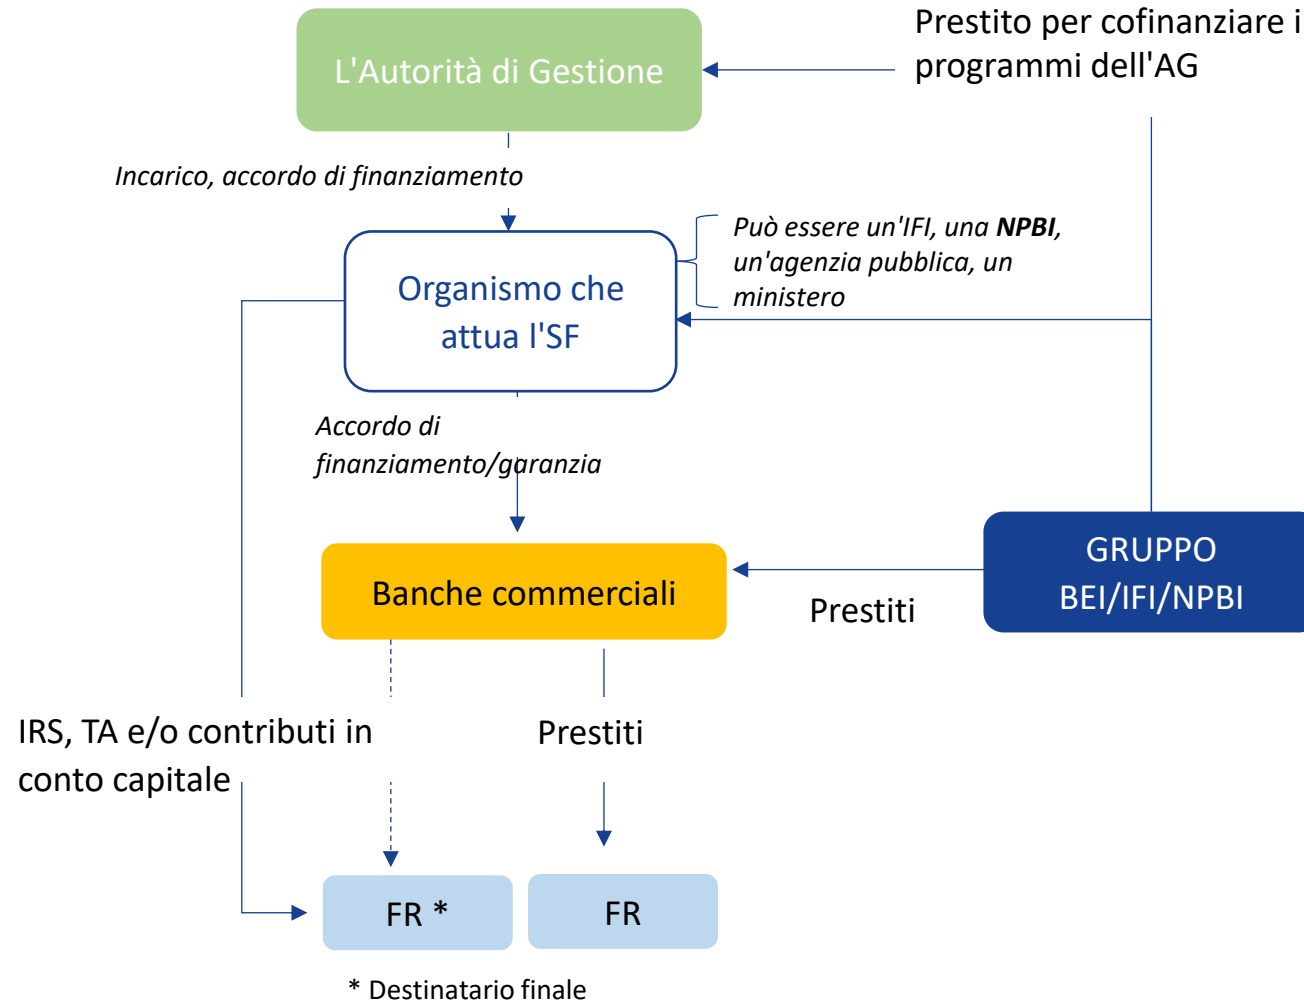 Prestito per cofinanziare i
programmi dell'AG
L'Autorità di Gestione
Incarico, accordo di finanziamento
Può essere un'IFI, una NPBI,
un'agenzia pubblica, un
ministero
Organismo che
attua l'SF
Accordo di
finanziamento/garanzia
GRUPPO
BEI/IFI/NPBI
Banche commerciali
Prestiti
IRS, TA e/o contributi in
conto capitale
Prestiti
FR *
FR
* Destinatario finale